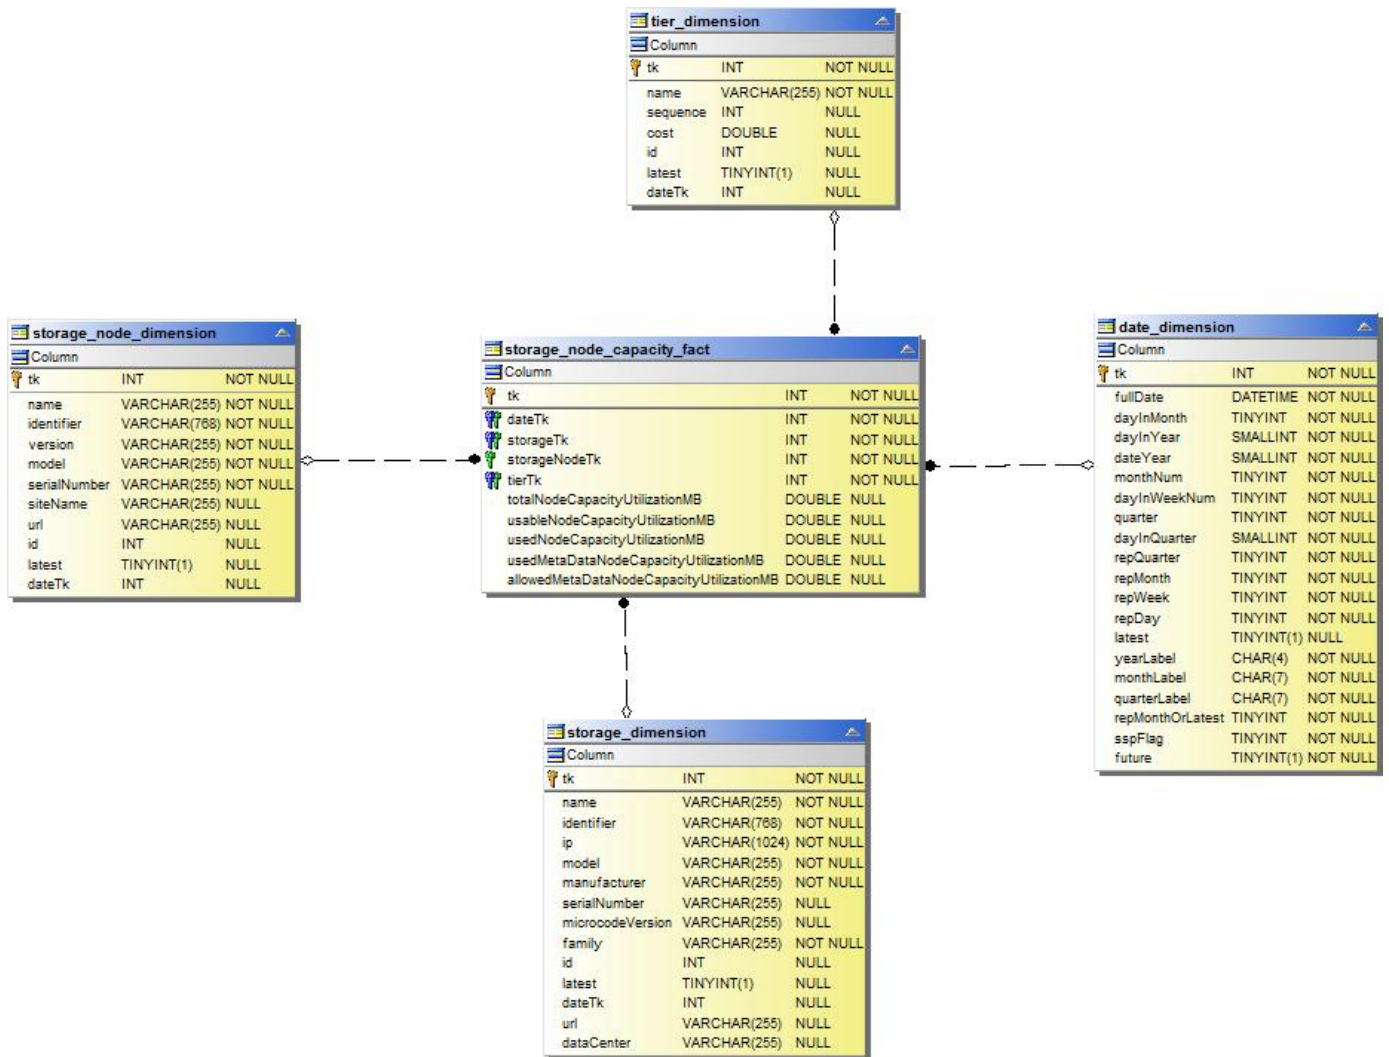 tier_dimension
Column
tk INT NOT NULL
name VARCHAR(255) NOT NULL
sequence INT NULL
cost DOUBLE NULL
id INT NULL
latest TINYINT(1) NULL
dateTk INT NULL
storage_node_dimension
Column
tk INT NOT NULL
name VARCHAR(255) NOT NULL
identifier VARCHAR(768) NOT NULL
version VARCHAR(255) NOT NULL
model VARCHAR(255) NOT NULL
serialNumber VARCHAR(255) NOT NULL
siteName VARCHAR(255) NULL
url VARCHAR(255) NULL
id INT NULL
latest TINYINT(1) NULL
dateTk INT NULL
storage_node_capacity_fact
Column
tk INT NOT NULL
dateTk INT NOT NULL
storageTk INT NOT NULL
storageNodeTk INT NOT NULL
tierTk INT NOT NULL
totalNodeCapacityUtilizationMB DOUBLE NULL
usableNodeCapacityUtilizationMB DOUBLE NULL
usedNodeCapacityUtilizationMB DOUBLE NULL
usedMetaDataNodeCapacityUtilizationMB DOUBLE NULL
allowedMetaDataNodeCapacityUtilizationMB DOUBLE NULL
date_dimension
Column
tk INT NOT NULL
fullDate DATETIME NOT NULL
dayInMonth TINYINT NOT NULL
dayInYear SMALLINT NOT NULL
dateYear SMALLINT NOT NULL
monthNum TINYINT NOT NULL
dayInWeekNum TINYINT NOT NULL
quarter TINYINT NOT NULL
dayInQuarter SMALLINT NOT NULL
repQuarter TINYINT NOT NULL
repMonth TINYINT NOT NULL
repWeek TINYINT NOT NULL
repDay TINYINT NOT NULL
latest TINYINT(1) NULL
yearLabel CHAR(4) NOT NULL
monthLabel CHAR(7) NOT NULL
quarterLabel CHAR(7) NOT NULL
repMonthOrLatest TINYINT NOT NULL
sspFlag TINYINT NOT NULL
future TINYINT(1) NOT NULL
storage_dimension
Column
tk INT NOT NULL
name VARCHAR(255) NOT NULL
identifier VARCHAR(768) NOT NULL
ip VARCHAR(1024) NOT NULL
model VARCHAR(255) NOT NULL
manufacturer VARCHAR(255) NOT NULL
serialNumber VARCHAR(255) NULL
microcodeVersion VARCHAR(255) NULL
family VARCHAR(255) NOT NULL
id INT NULL
latest TINYINT(1) NULL
dateTk INT NULL
url VARCHAR(255) NULL
dataCenter VARCHAR(255) NULL